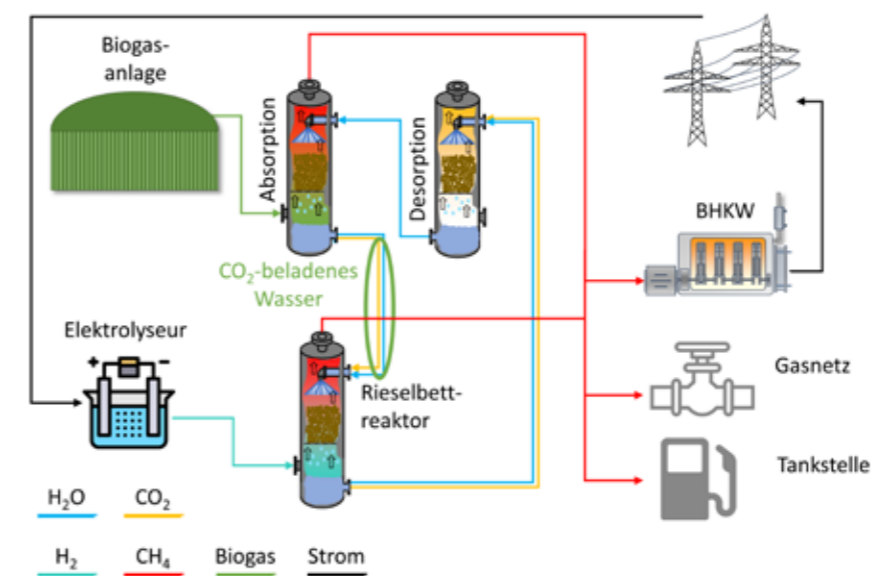 Biogas-
anlage
Absorption
Desorption
BHKW
CO₂-beladenes
Wasser
Elektrolyseur
+ −
Rieselbett-
reaktor
Gasnetz
Tankstelle
H₂O CO₂
H₂ CH₄ Biogas Strom